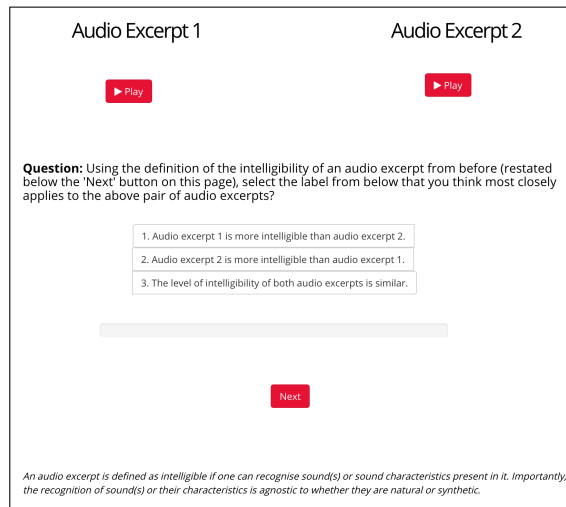 Audio Excerpt 1
Audio Excerpt 2
Play
Play
Question: Using the definition of the intelligibility of an audio excerpt from before (restated
below the 'Next' button on this page), select the label from below that you think most closely
applies to the above pair of audio excerpts?
1. Audio excerpt 1 is more intelligible than audio excerpt 2.
2. Audio excerpt 2 is more intelligible than audio excerpt 1.
3. The level of intelligibility of both audio excerpts is similar.
Next
An audio excerpt is defined as intelligible if one can recognise sound(s) or sound characteristics present in it. Importantly,
the recognition of sound(s) or their characteristics is agnostic to whether they are natural or synthetic.